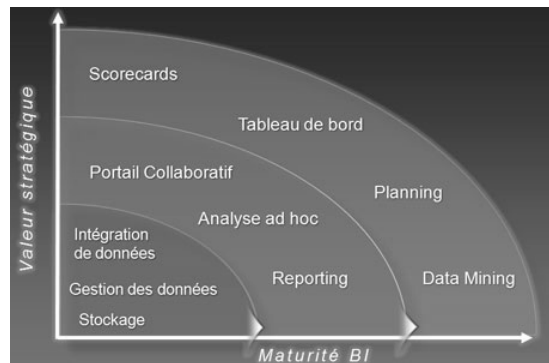 Valeur stratégique
Scorecards
Tableau de bord
Portail Collaboratif
Planning
Analyse ad hoc
Intégration
de données
Reporting
Data Mining
Gestion des données
Stockage
Maturité BI